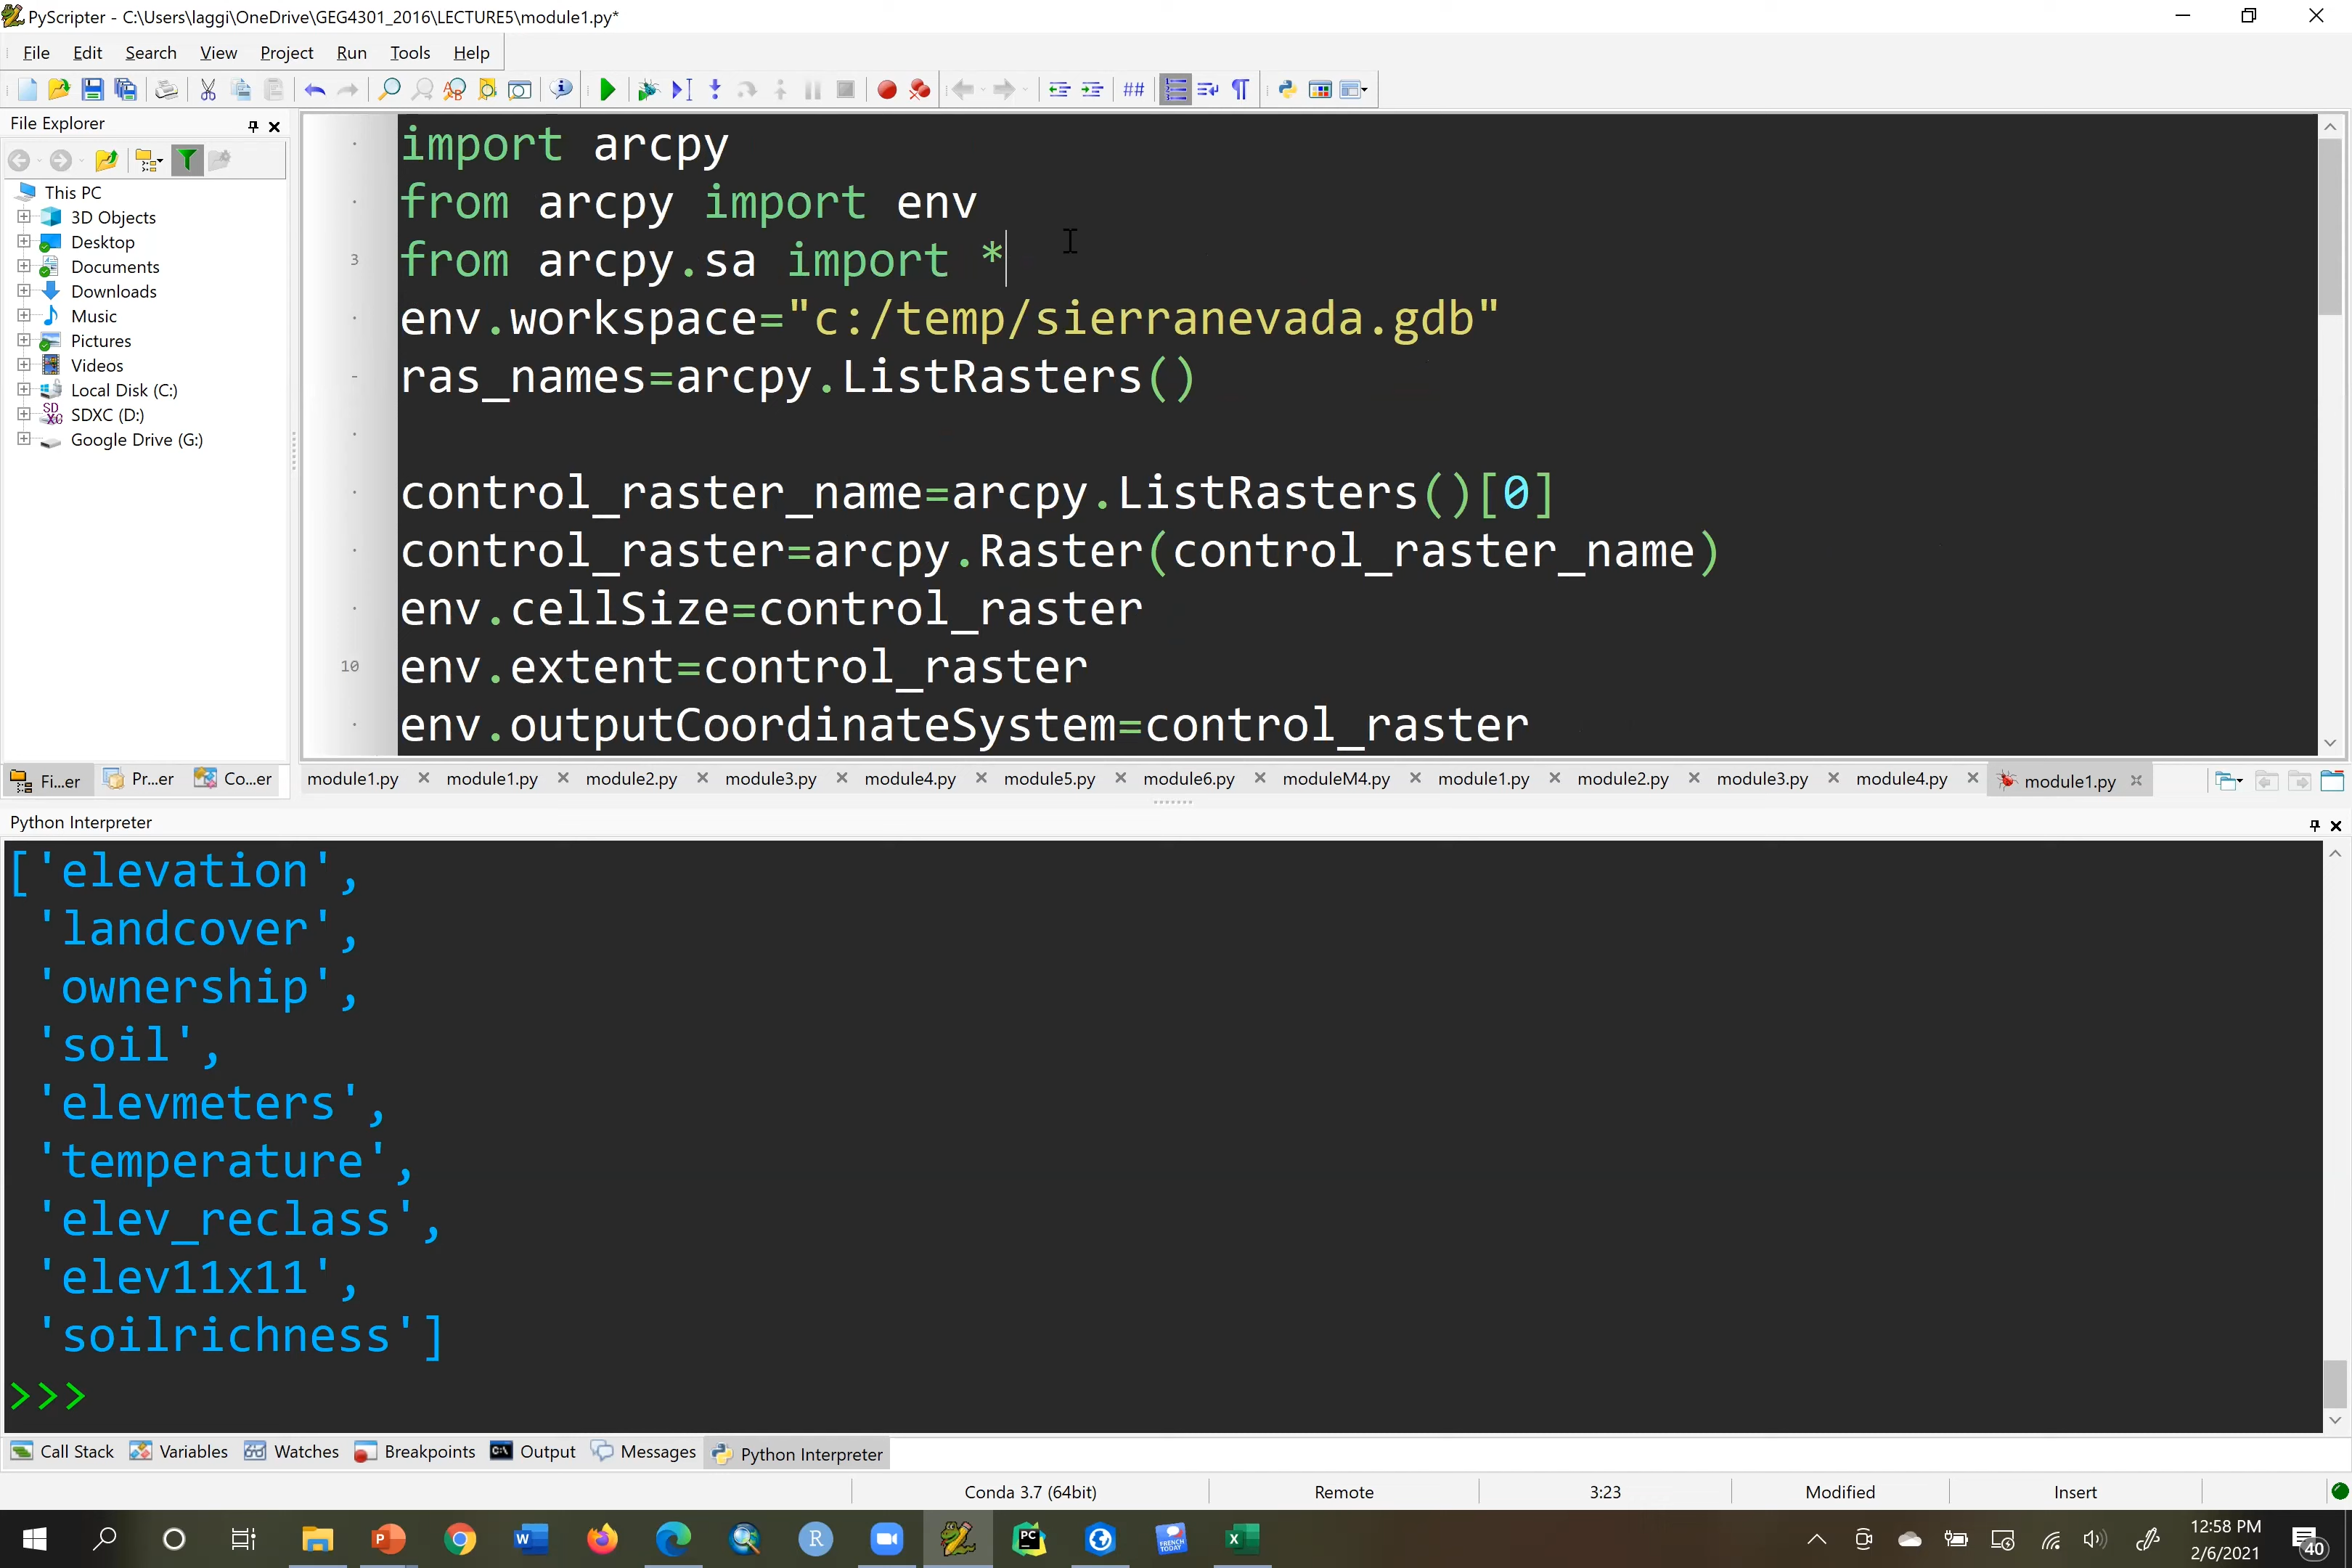 PyScripter - C:\Users\laggi\OneDrive\GEG4301_2016\LECTURE5\module1.py*
File Edit Search View Project Run Tools Help
File Explorer
This PC
3D Objects
Desktop
Documents
Downloads
Music
Pictures
Videos
Local Disk (C:)
SDXC (D:)
Google Drive (G:)
Fi...er Pr...er Co...er
import arcpy
from arcpy import env
3 from arcpy.sa import *
env.workspace="c:/temp/sierranevada.gdb"
ras_names=arcpy.ListRasters()
control_raster_name=arcpy.ListRasters()[0]
control_raster=arcpy.Raster(control_raster_name)
env.cellSize=control_raster
10 env.extent=control_raster
env.outputCoordinateSystem=control_raster
module1.py module1.py module2.py module3.py module4.py module5.py module6.py moduleM4.py module1.py module2.py module3.py module4.py module1.py
Python Interpreter
['elevation',
'landcover',
'ownership',
'soil',
'elevmeters',
'temperature',
'elev_reclass',
'elev11x11',
'soilrichness']
>>>
Call Stack Variables Watches Breakpoints Output Messages Python Interpreter
Conda 3.7 (64bit) Remote 3:23 Modified Insert
12:58 PM
2/6/2021
40